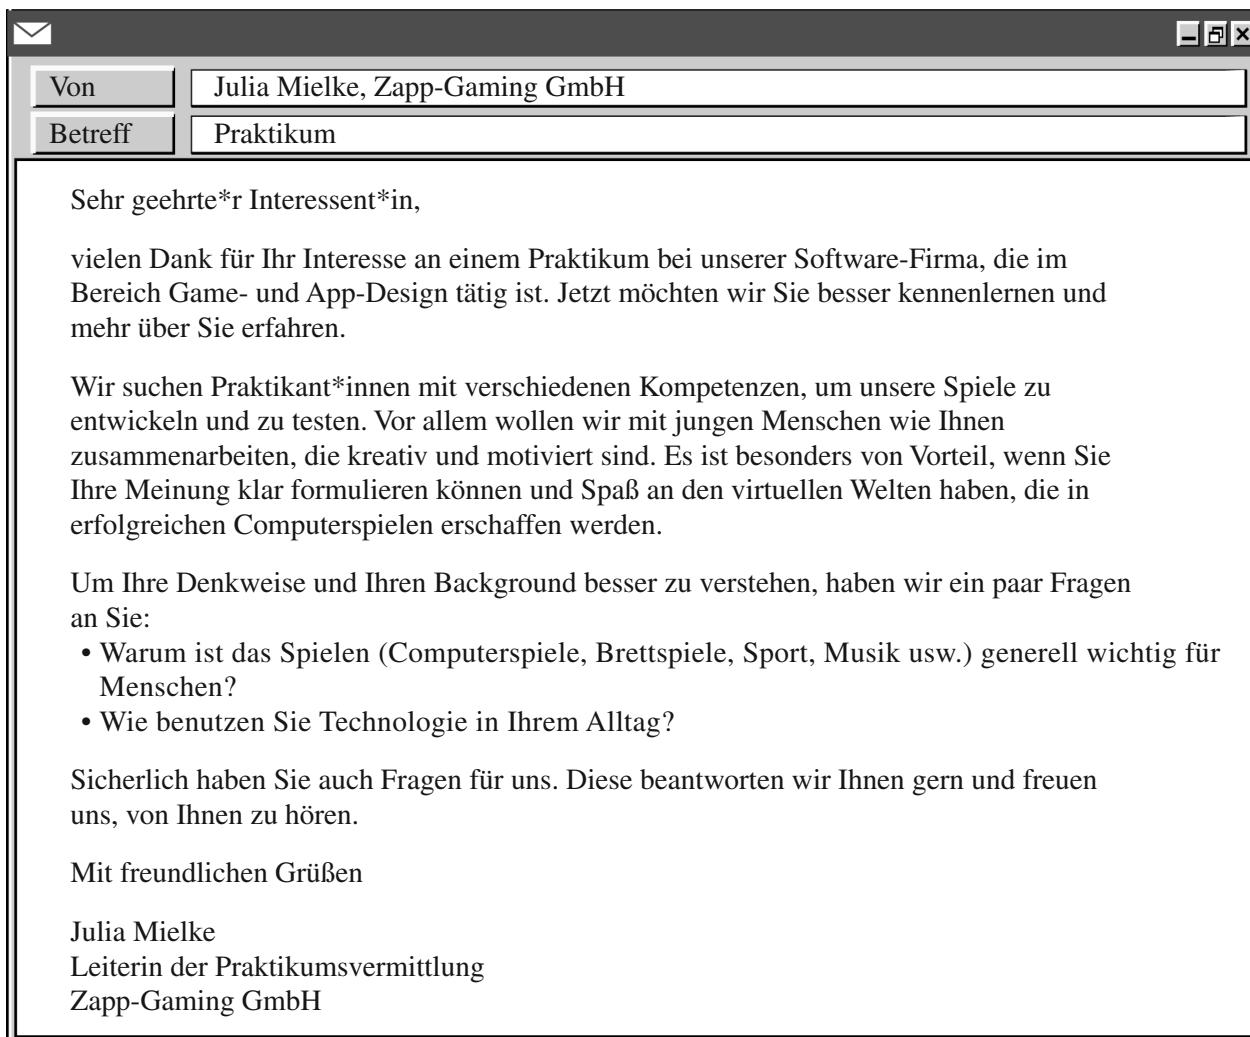 Von
Julia Mielke, Zapp-Gaming GmbH
Betreff
Praktikum
Sehr geehrte*r Interessent*in,
vielen Dank für Ihr Interesse an einem Praktikum bei unserer Software-Firma, die im
Bereich Game- und App-Design tätig ist. Jetzt möchten wir Sie besser kennenlernen und
mehr über Sie erfahren.
Wir suchen Praktikant*innen mit verschiedenen Kompetenzen, um unsere Spiele zu
entwickeln und zu testen. Vor allem wollen wir mit jungen Menschen wie Ihnen
zusammenarbeiten, die kreativ und motiviert sind. Es ist besonders von Vorteil, wenn Sie
Ihre Meinung klar formulieren können und Spaß an den virtuellen Welten haben, die in
erfolgreichen Computerspielen erschaffen werden.
Um Ihre Denkweise und Ihren Background besser zu verstehen, haben wir ein paar Fragen
an Sie:
• Warum ist das Spielen (Computerspiele, Brettspiele, Sport, Musik usw.) generell wichtig für
Menschen?
• Wie benutzen Sie Technologie in Ihrem Alltag?
Sicherlich haben Sie auch Fragen für uns. Diese beantworten wir Ihnen gern und freuen
uns, von Ihnen zu hören.
Mit freundlichen Grüßen
Julia Mielke
Leiterin der Praktikumsvermittlung
Zapp-Gaming GmbH